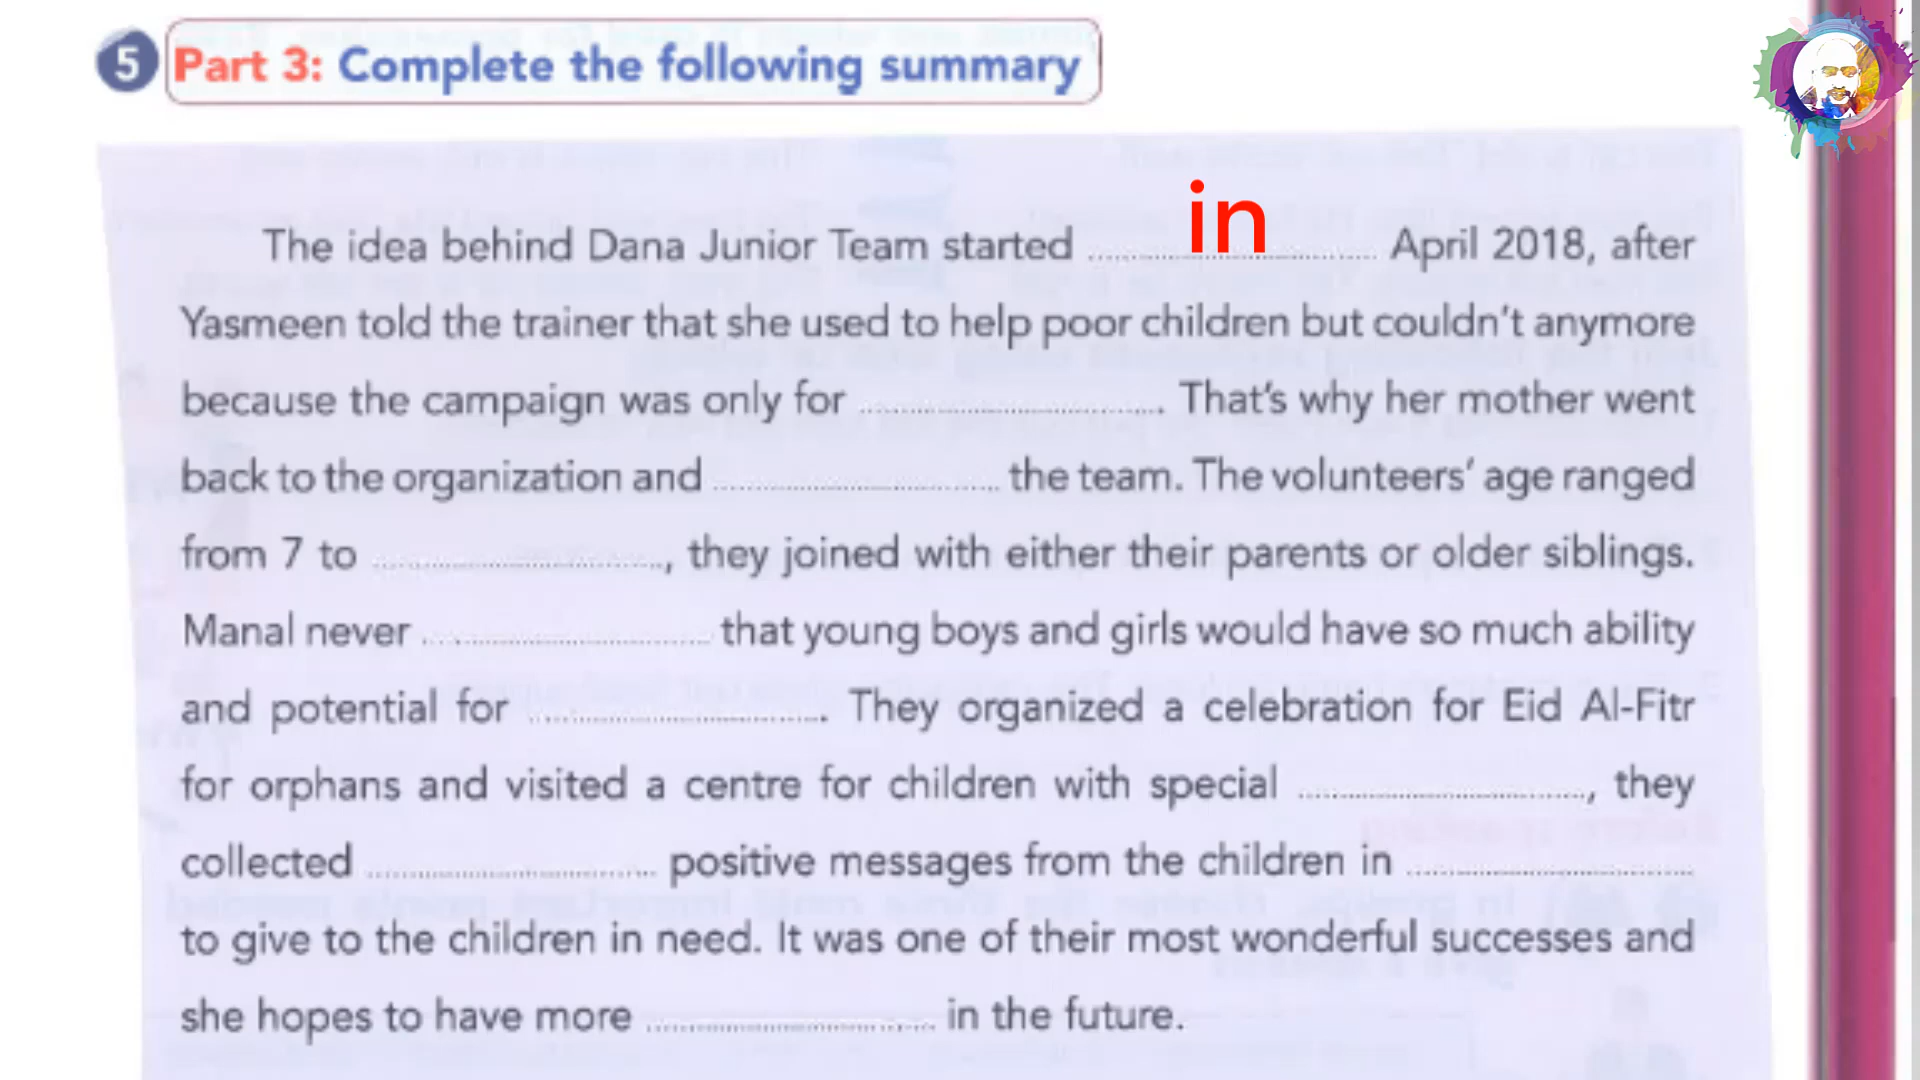 5 Part 3: Complete the following summary
The idea behind Dana Junior Team started in April 2018, after
Yasmeen told the trainer that she used to help poor children but couldn't anymore
because the campaign was only for ........................ . That's why her mother went
back to the organization and ........................ the team. The volunteers' age ranged
from 7 to ........................, they joined with either their parents or older siblings.
Manal never ........................ that young boys and girls would have so much ability
and potential for ......................... They organized a celebration for Eid Al-Fitr
for orphans and visited a centre for children with special ........................, they
collected ........................ positive messages from the children in ........................
to give to the children in need. It was one of their most wonderful successes and
she hopes to have more ........................ in the future.